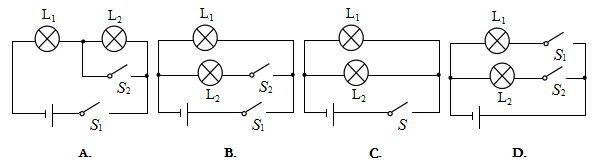 L₁ L₂ S₂ S₁
A.
L₁ L₂ S₂ S₁
B.
L₁ L₂ S
C.
L₁ S₁ L₂ S₂
D.